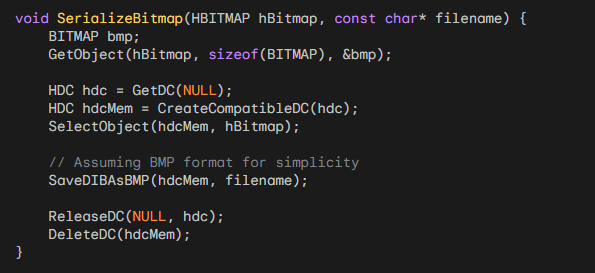 void SerializeBitmap(HBITMAP hBitmap, const char* filename) {
    BITMAP bmp;
    GetObject(hBitmap, sizeof(BITMAP), &bmp);

    HDC hdc = GetDC(NULL);
    HDC hdcMem = CreateCompatibleDC(hdc);
    SelectObject(hdcMem, hBitmap);

    // Assuming BMP format for simplicity
    SaveDIBAsBMP(hdcMem, filename);

    ReleaseDC(NULL, hdc);
    DeleteDC(hdcMem);
}